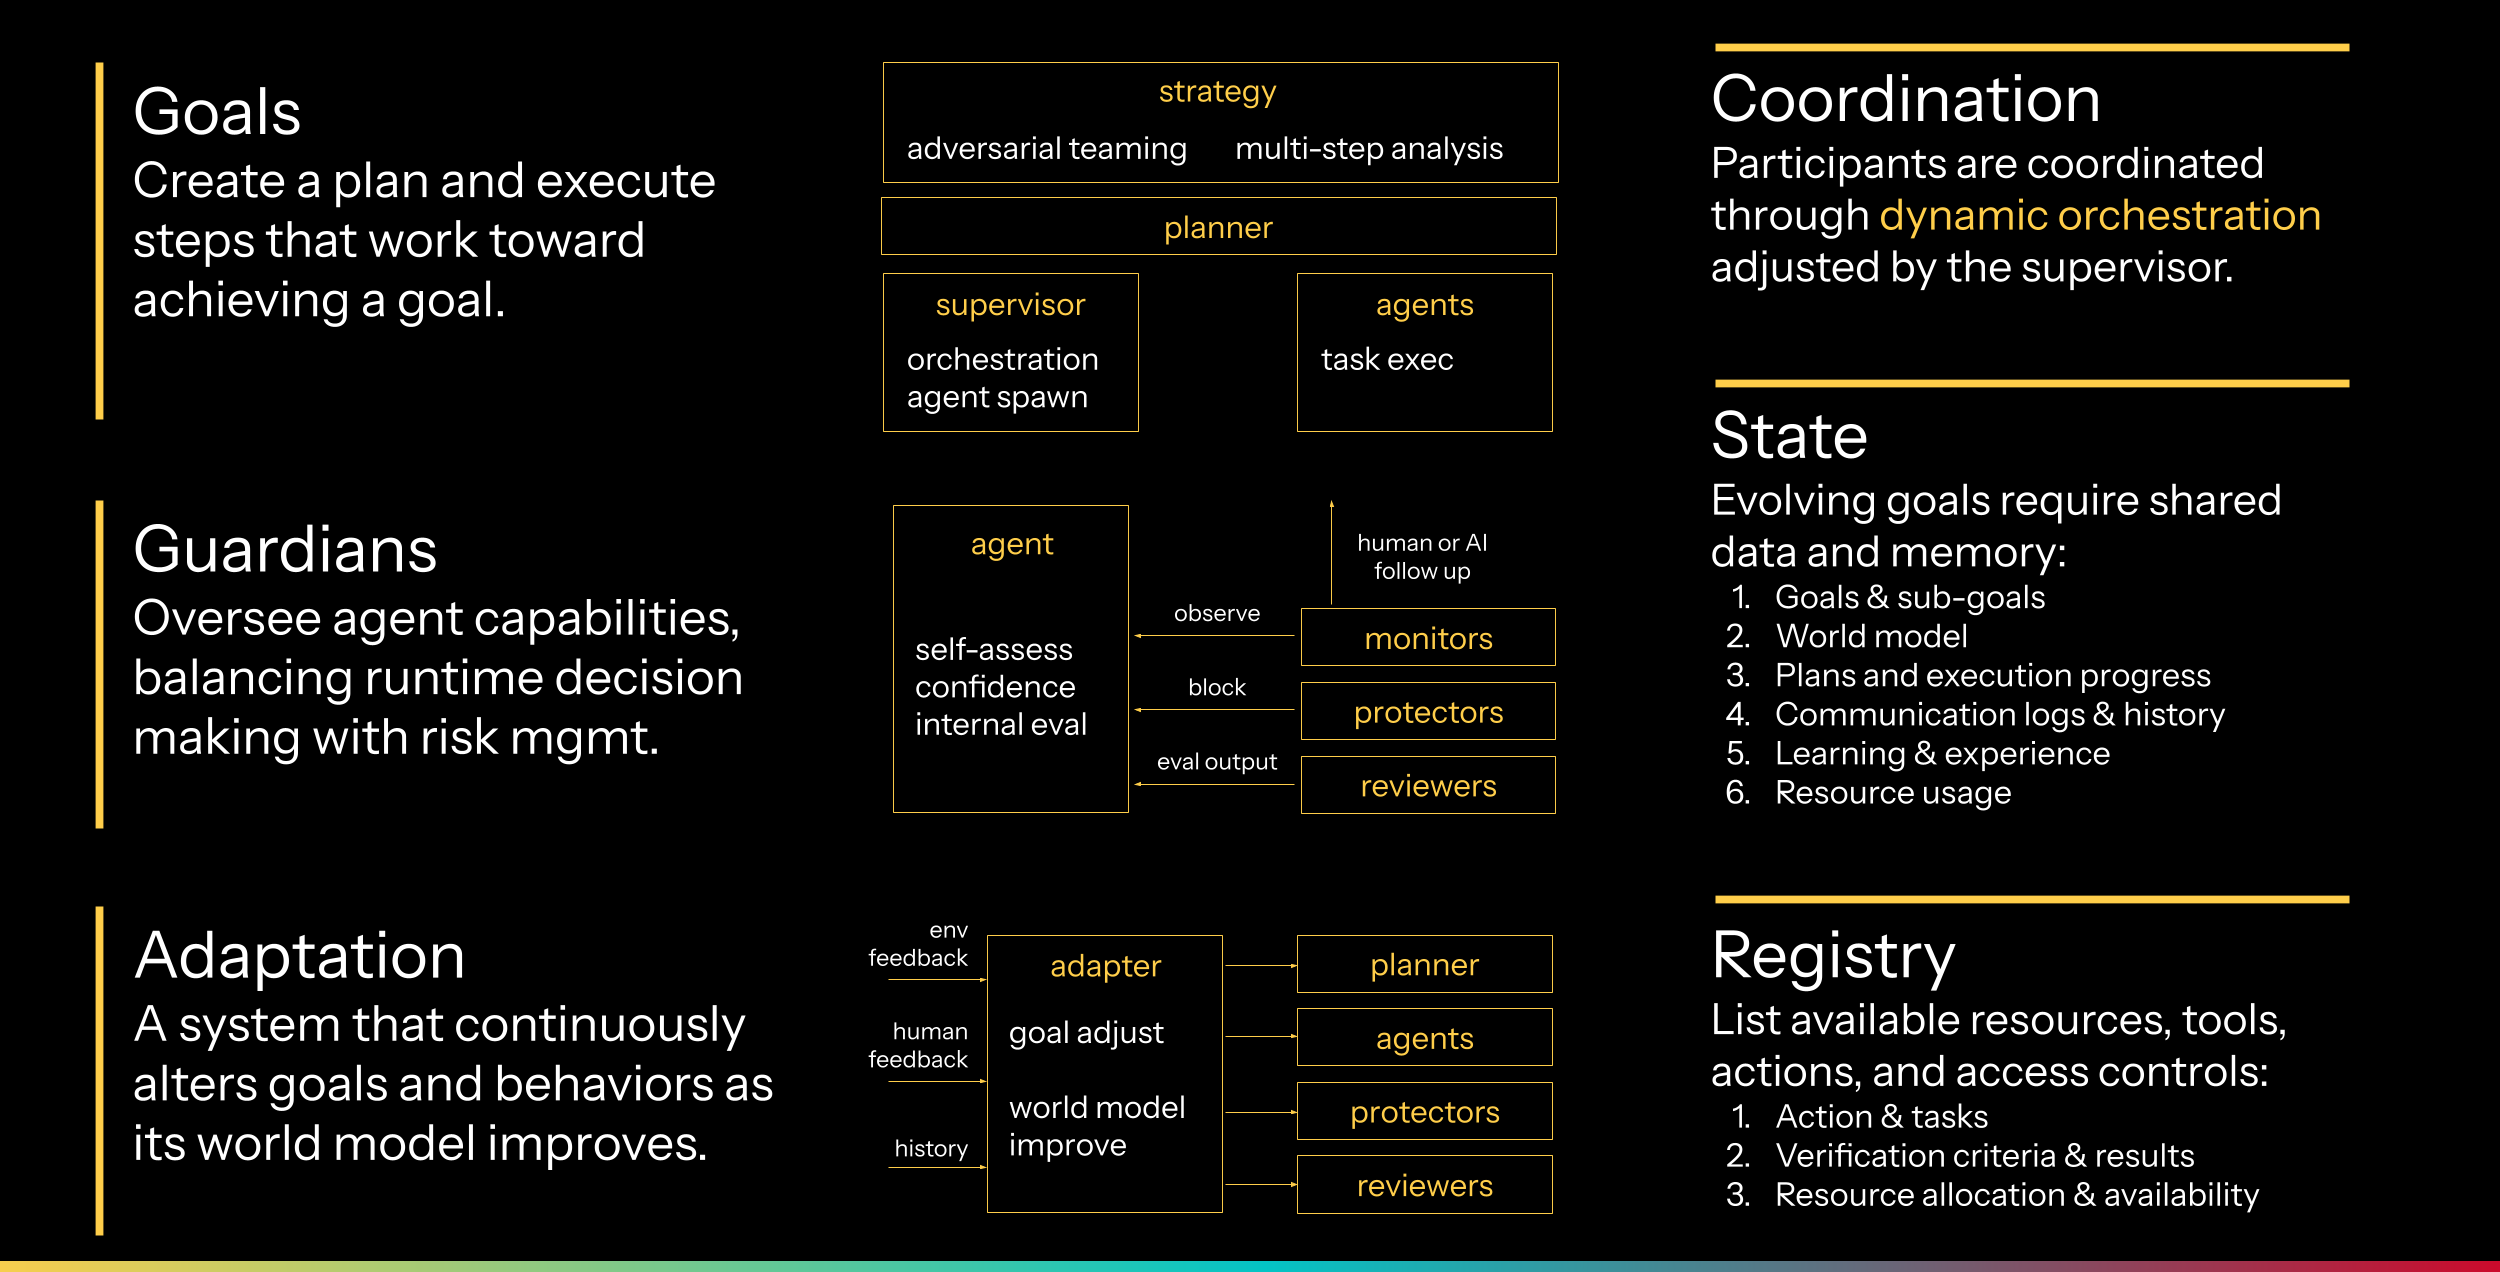 Goals
Create a plan and execute
steps that work toward
achieving a goal.
strategy
adversarial teaming
multi-step analysis
planner
supervisor
orchestration
agent spawn
agents
task exec
Coordination
Participants are coordinated
through dynamic orchestration
adjusted by the supervisor.
State
Evolving goals require shared
data and memory:
1. Goals & sub-goals
2. World model
3. Plans and execution progress
4. Communication logs & history
5. Learning & experience
6. Resource usage
Guardians
Oversee agent capabilities,
balancing runtime decision
making with risk mgmt.
agent
self-assess
confidence
internal eval
human or AI
follow up
observe
monitors
block
protectors
eval output
reviewers
Adaptation
A system that continuously
alters goals and behaviors as
its world model improves.
env
feedback
human
feedback
history
adapter
goal adjust
world model
improve
planner
agents
protectors
reviewers
Registry
List available resources, tools,
actions, and access controls:
1. Action & tasks
2. Verification criteria & results
3. Resource allocation & availability